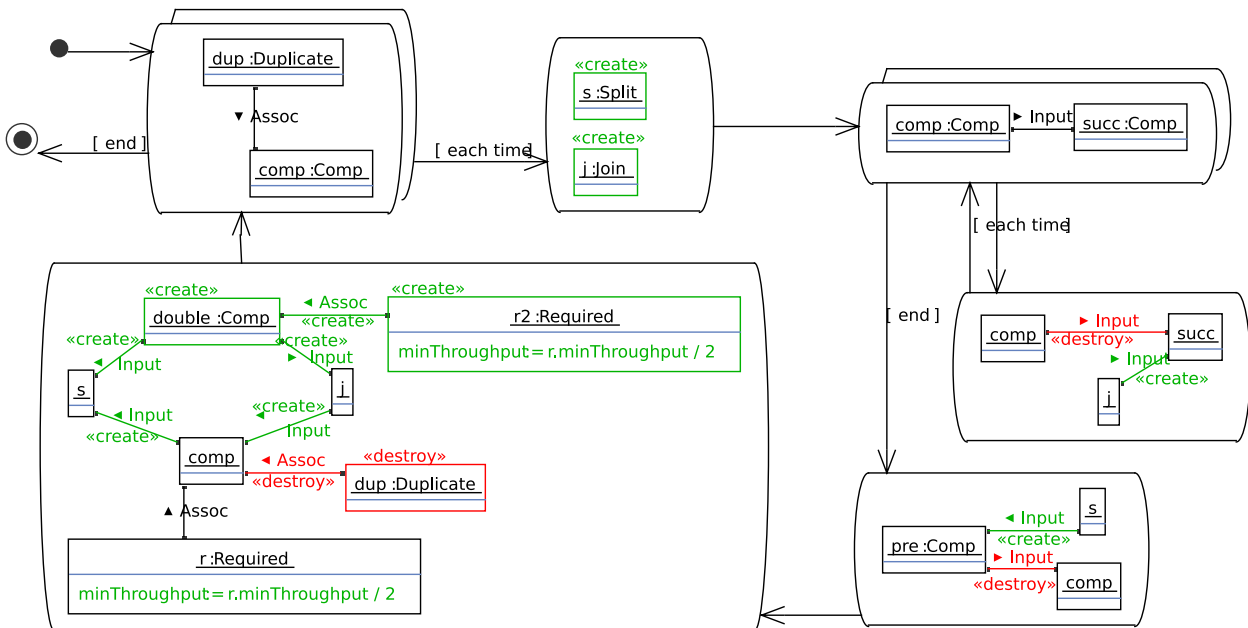 dup :Duplicate
▼ Assoc
comp :Comp
[ end ]
[ each time ]
«create»
s :Split
«create»
j :Join
comp :Comp
► Input
succ :Comp
[ each time ]
[ end ]
comp
► Input
«destroy»
succ
► Input
«create»
j
«create»
double :Comp
◄ Assoc
«create»
«create»
r2 :Required
minThroughput:= r.minThroughput / 2
«create»
◄ Input
«create»
► Input
s
j
◄ Input
«create»
«create»
◄
Input
comp
◄ Assoc
«destroy»
«destroy»
dup :Duplicate
▲ Assoc
r :Required
minThroughput:= r.minThroughput / 2
s
◄ Input
«create»
pre :Comp
► Input
«destroy»
comp